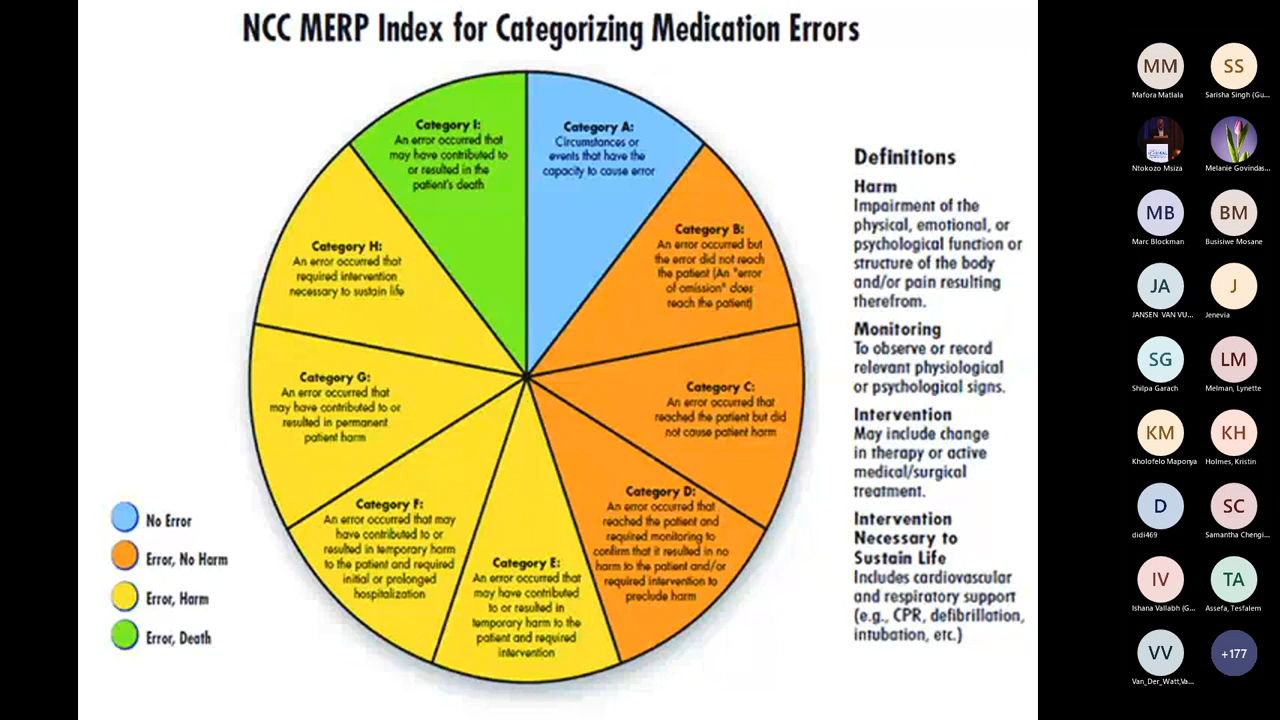 NCC MERP Index for Categorizing Medication Errors
Category I:
An error occurred that
may have contributed to
or resulted in the
patient's death
Category A:
Circumstances or
events that have the
capacity to cause error
Category B:
An error occurred but
the error did not reach
the patient (An "error
of omission" does
reach the patient)
Category C:
An error occurred that
reached the patient but did
not cause patient harm
Category D:
An error occurred that
reached the patient and
required monitoring to
confirm that it resulted in no
harm to the patient and/or
required intervention to
preclude harm
Category E:
An error occurred that
may have contributed
to or resulted in
temporary harm to the
patient and required
intervention
Category F:
An error occurred that may
have contributed to or
resulted in temporary harm
to the patient and required
initial or prolonged
hospitalization
Category G:
An error occurred that
may have contributed to or
resulted in permanent
patient harm
Category H:
An error occurred that
required intervention
necessary to sustain life
No Error
Error, No Harm
Error, Harm
Error, Death
Definitions
Harm
Impairment of the
physical, emotional, or
psychological function or
structure of the body
and/or pain resulting
therefrom.
Monitoring
To observe or record
relevant physiological
or psychological signs.
Intervention
May include change
in therapy or active
medical/surgical
treatment.
Intervention
Necessary to
Sustain Life
Includes cardiovascular
and respiratory support
(e.g., CPR, defibrillation,
intubation, etc.)
MM
Mafora Matlala
SS
Sarisha Singh (Gu...
Ntokozo Msiza
Melanie Govindas...
MB
Marc Blockman
BM
Busisiwe Mosane
JA
JANSEN VAN VU...
J
Jenevia
SG
Shilpa Garach
LM
Melman, Lynette
KM
Kholofelo Maponya
KH
Holmes, Kristin
D
didi469
SC
Samantha Chengi...
IV
Ishana Vallabh (G...
TA
Assefa, Tesfalem
VV
Van_Der_Watt,Va...
+177